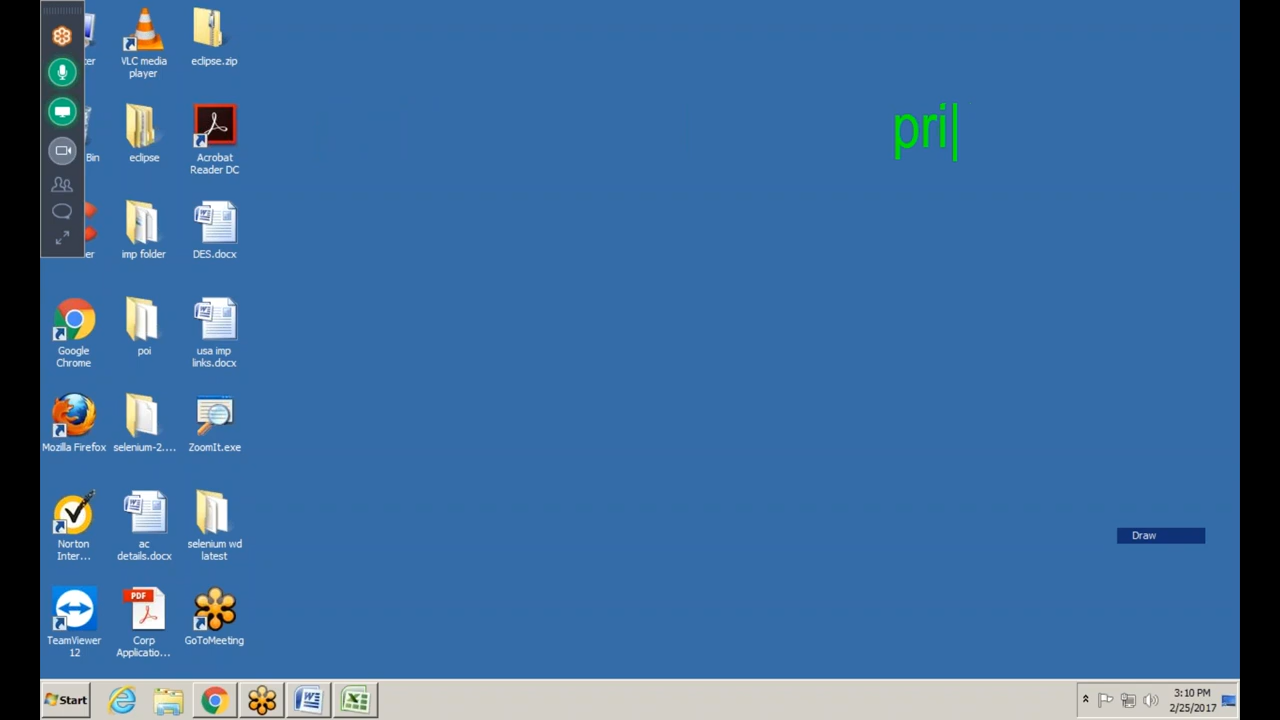 pri
ter
VLC media
player
eclipse.zip
Bin
eclipse
Acrobat
Reader DC
er
imp folder
DES.docx
Google
Chrome
poi
usa imp
links.docx
Mozilla Firefox
selenium-2....
ZoomIt.exe
Norton
Inter...
ac
details.docx
selenium wd
latest
Draw
TeamViewer
12
PDF
Corp
Applicatio...
GoToMeeting
Start
3:10 PM
2/25/2017